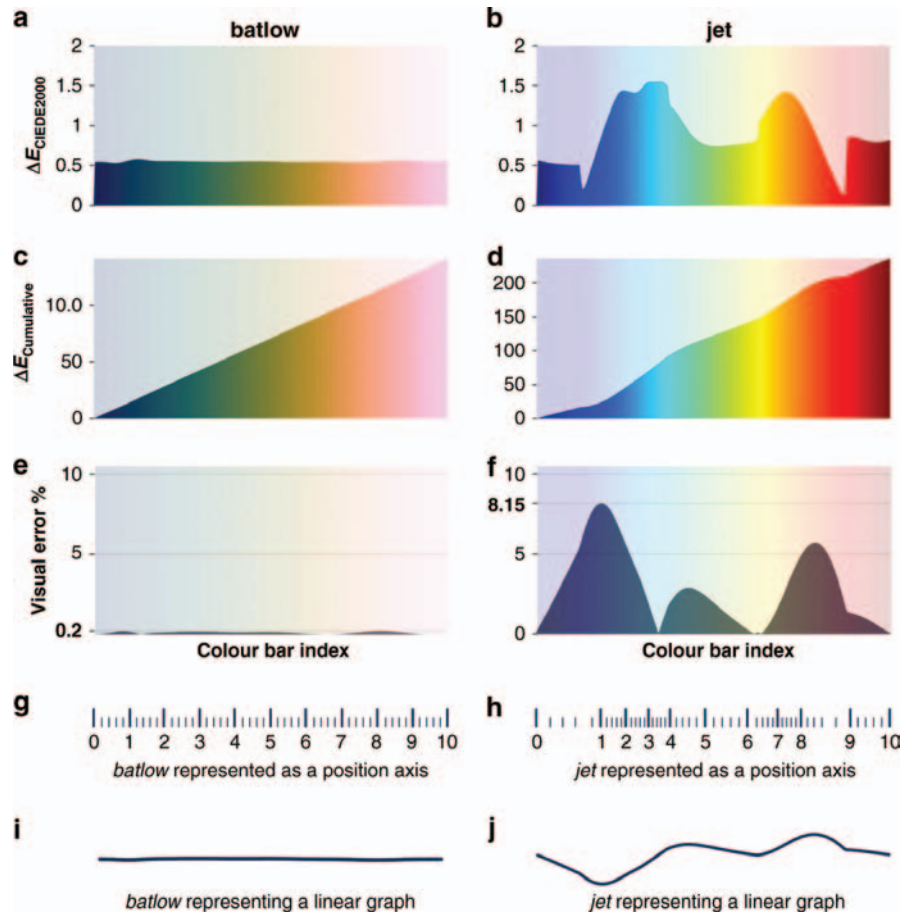 a
batlow
2
1.5
1
0.5
0
ΔE_CIEDE2000
b
jet
2
1.5
1
0.5
0
c
10.0
50
0
ΔE_Cumulative
d
200
150
100
50
0
e
10
5
0.2
Visual error %
Colour bar index
f
10
8.15
5
0
Colour bar index
g
0 1 2 3 4 5 6 7 8 9 10
batlow represented as a position axis
h
0 1 2 3 4 5 6 7 8 9 10
jet represented as a position axis
i
batlow representing a linear graph
j
jet representing a linear graph